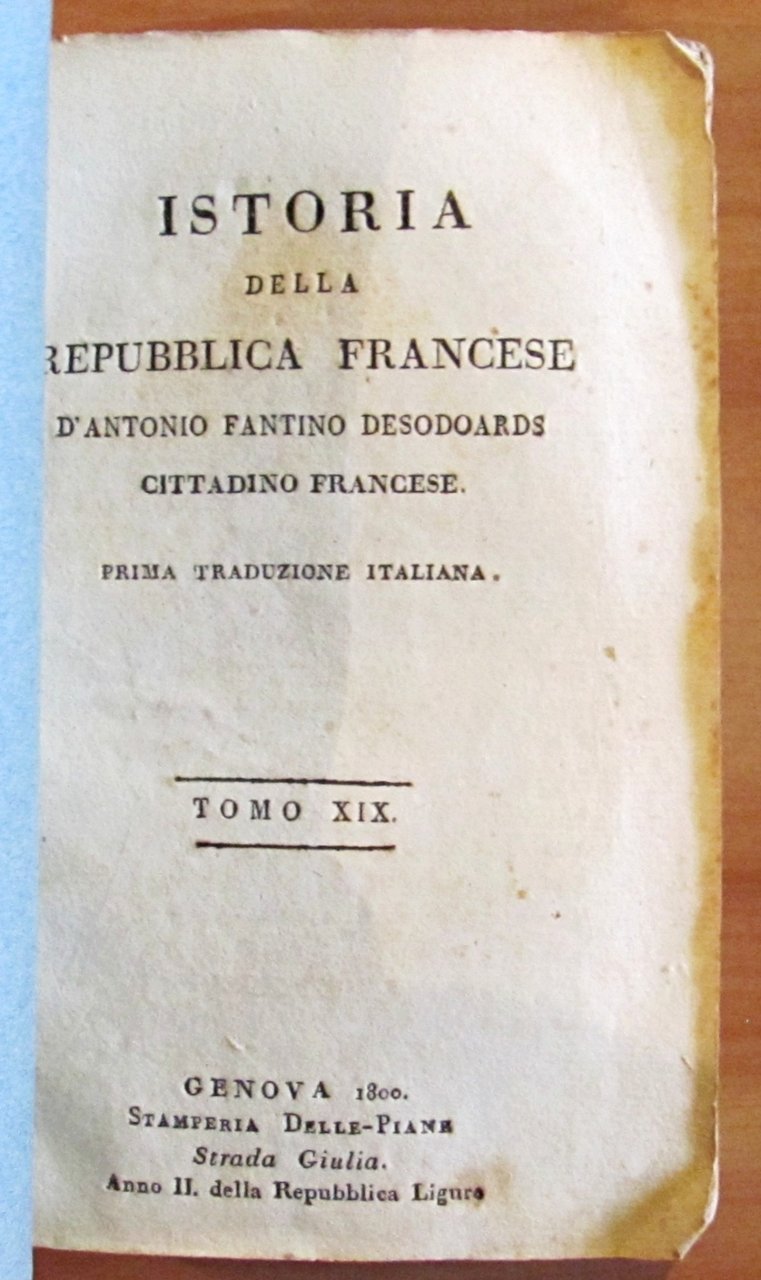 ISTORIA
DELLA
REPUBBLICA FRANCESE
D'ANTONIO FANTINO DESODOARDS
CITTADINO FRANCESE.
PRIMA TRADUZIONE ITALIANA.
TOMO XIX.
GENOVA 1800.
STAMPERIA DELLE-PIANE
Strada Giulia.
Anno II. della Repubblica Ligure